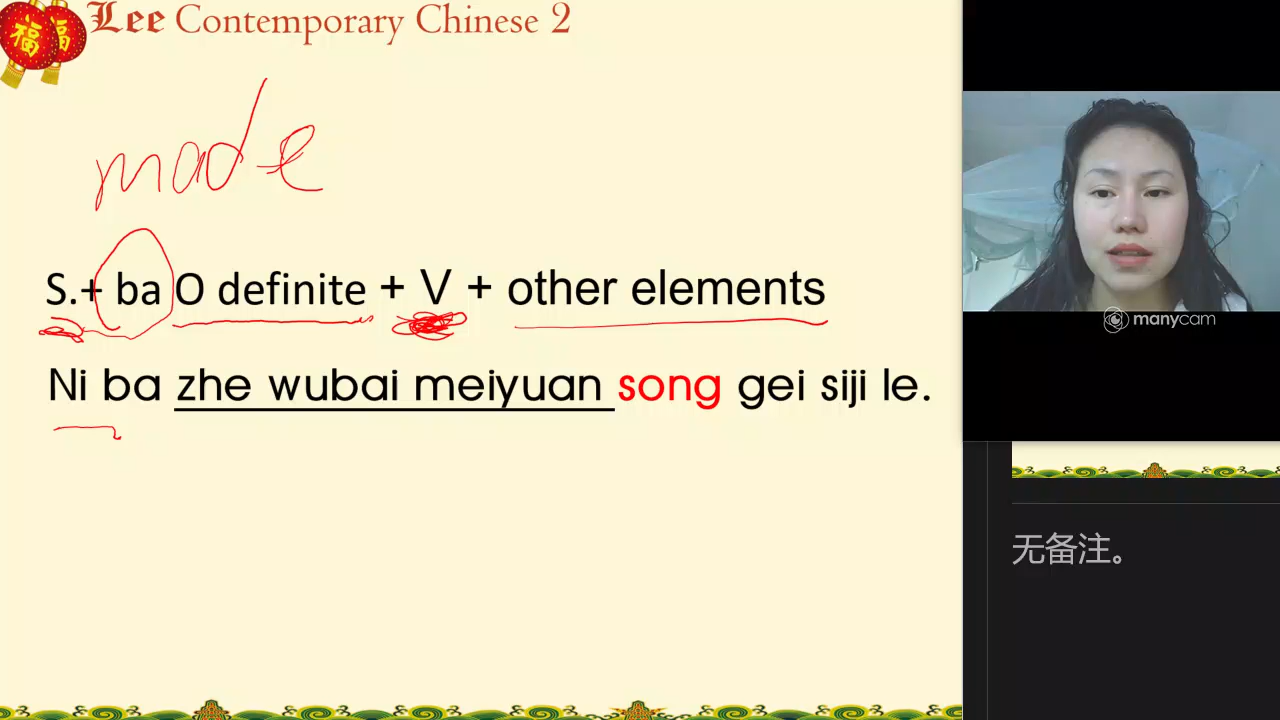 Lee Contemporary Chinese 2
福 福
made
S.+ ba O definite + V + other elements
Ni ba zhe wubai meiyuan song gei siji le.
manycam
无备注。